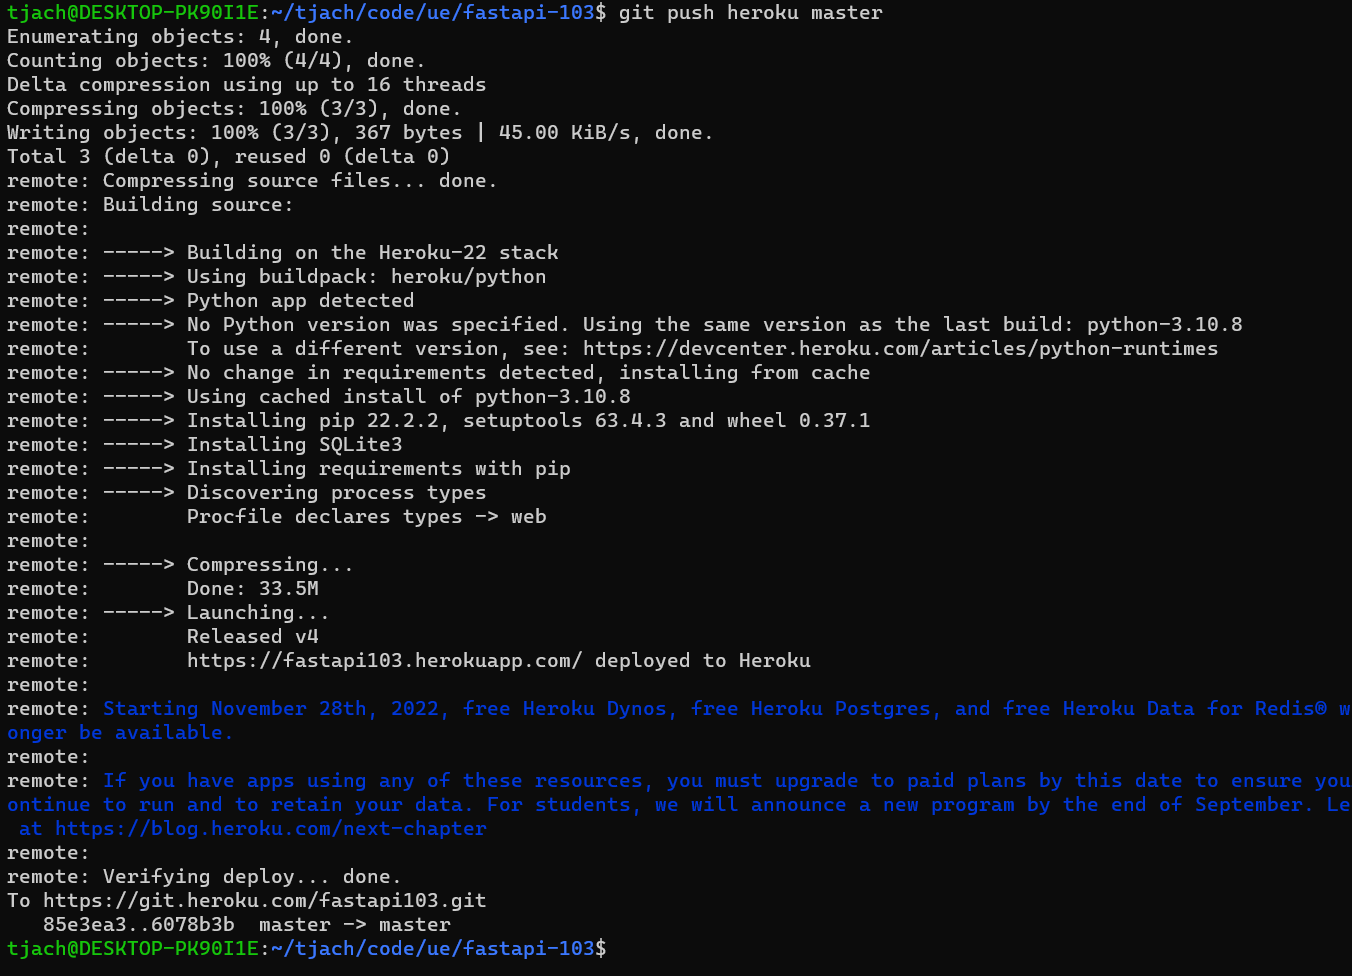 tjach@DESKTOP-PK90I1E:~/tjach/code/ue/fastapi-103$ git push heroku master
Enumerating objects: 4, done.
Counting objects: 100% (4/4), done.
Delta compression using up to 16 threads
Compressing objects: 100% (3/3), done.
Writing objects: 100% (3/3), 367 bytes | 45.00 KiB/s, done.
Total 3 (delta 0), reused 0 (delta 0)
remote: Compressing source files... done.
remote: Building source:
remote:
remote: -----> Building on the Heroku-22 stack
remote: -----> Using buildpack: heroku/python
remote: -----> Python app detected
remote: -----> No Python version was specified. Using the same version as the last build: python-3.10.8
remote:        To use a different version, see: https://devcenter.heroku.com/articles/python-runtimes
remote: -----> No change in requirements detected, installing from cache
remote: -----> Using cached install of python-3.10.8
remote: -----> Installing pip 22.2.2, setuptools 63.4.3 and wheel 0.37.1
remote: -----> Installing SQLite3
remote: -----> Installing requirements with pip
remote: -----> Discovering process types
remote:        Procfile declares types -> web
remote:
remote: -----> Compressing...
remote:        Done: 33.5M
remote: -----> Launching...
remote:        Released v4
remote:        https://fastapi103.herokuapp.com/ deployed to Heroku
remote:
remote: Starting November 28th, 2022, free Heroku Dynos, free Heroku Postgres, and free Heroku Data for Redis® w
onger be available.
remote:
remote: If you have apps using any of these resources, you must upgrade to paid plans by this date to ensure you
ontinue to run and to retain your data. For students, we will announce a new program by the end of September. Le
 at https://blog.heroku.com/next-chapter
remote:
remote: Verifying deploy... done.
To https://git.heroku.com/fastapi103.git
   85e3ea3..6078b3b  master -> master
tjach@DESKTOP-PK90I1E:~/tjach/code/ue/fastapi-103$